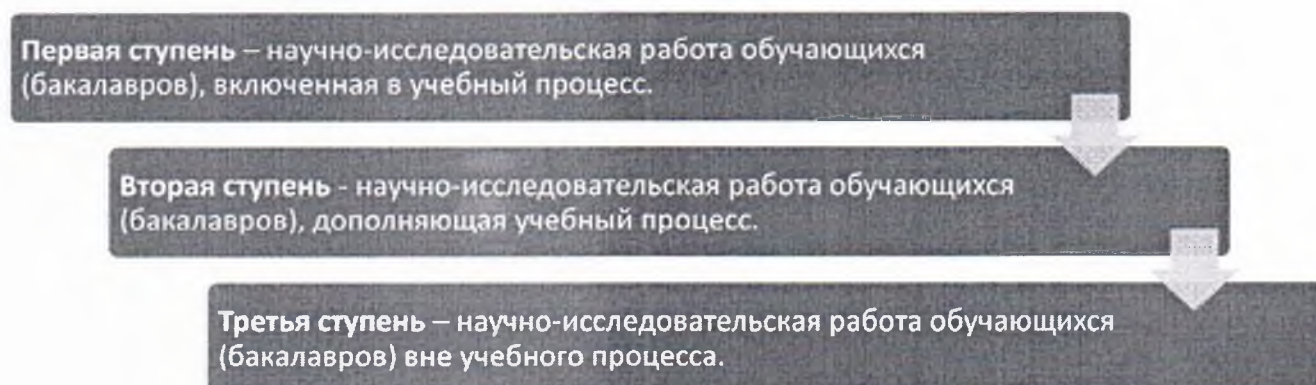 Первая ступень – научно-исследовательская работа обучающихся
(бакалавров), включенная в учебный процесс.
Вторая ступень - научно-исследовательская работа обучающихся
(бакалавров), дополняющая учебный процесс.
Третья ступень – научно-исследовательская работа обучающихся
(бакалавров) вне учебного процесса.